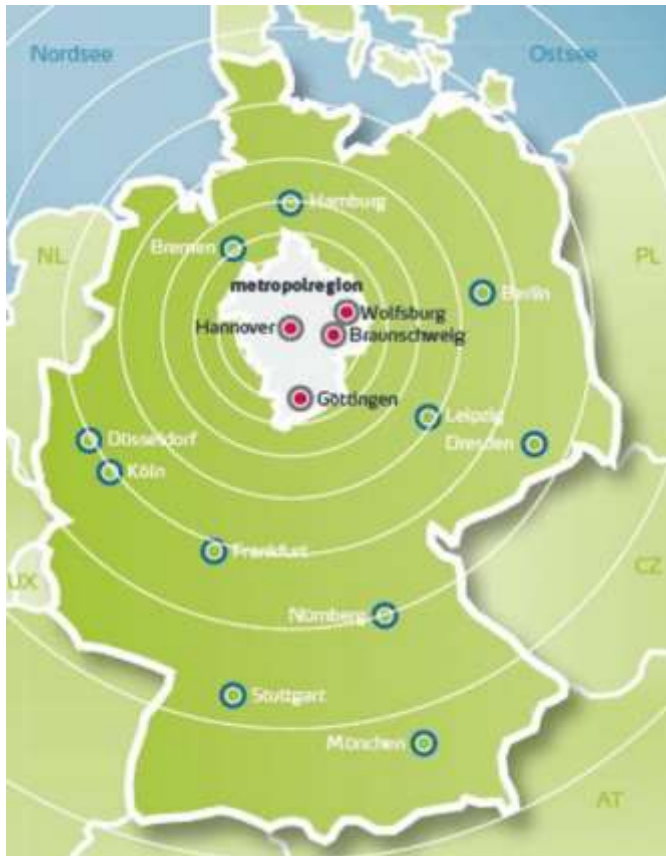 Nordsee
Ostsee
Hamburg
Bremen
NL
PL
metropolregion
Berlin
Wolfsburg
Hannover
Braunschweig
Göttingen
Leipzig
Düsseldorf
Dresden
Köln
Frankfurt
CZ
UX
Nürnberg
Stuttgart
München
AT